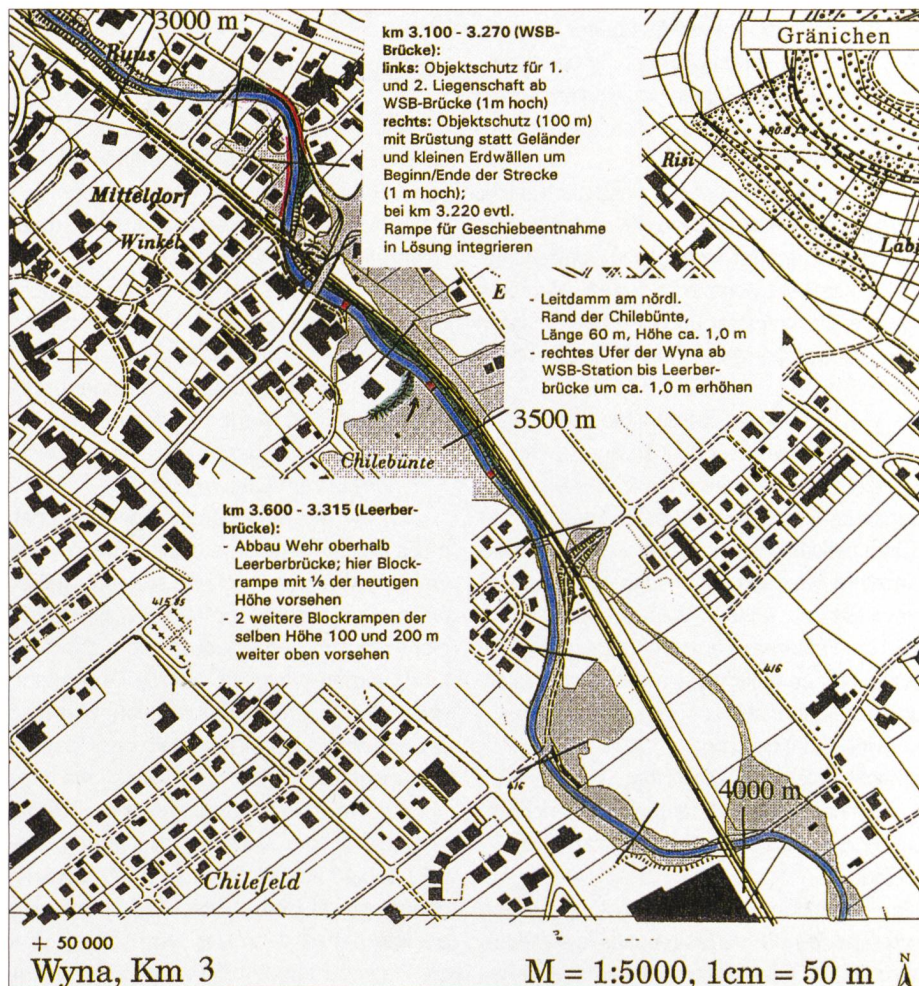 3000 m
Ruus
km 3.100 - 3.270 (WSB-
Brücke):
links: Objektschutz für 1.
und 2. Liegenschaft ab
WSB-Brücke (1m hoch)
rechts: Objektschutz (100 m)
mit Brüstung statt Geländer
und kleinen Erdwällen um
Beginn/Ende der Strecke
(1 m hoch);
bei km 3.220 evtl.
Rampe für Geschiebeentnahme
in Lösung integrieren
Gränichen
Risi
Mitteldorf
Winkel
E
- Leitdamm am nördl.
Rand der Chilebünte,
Länge 60 m, Höhe ca. 1,0 m
- rechtes Ufer der Wyna ab
WSB-Station bis Leerber-
brücke um ca. 1,0 m erhöhen
3500 m
Chilebünte
km 3.600 - 3.315 (Leerber-
brücke):
- Abbau Wehr oberhalb
Leerberbrücke; hier Block-
rampe mit ⅓ der heutigen
Höhe vorsehen
- 2 weitere Blockrampen der
selben Höhe 100 und 200 m
weiter oben vorsehen
416
416
4000 m
Chilefeld
+ 50 000
Wyna, Km 3
M = 1:5000, 1cm = 50 m
N